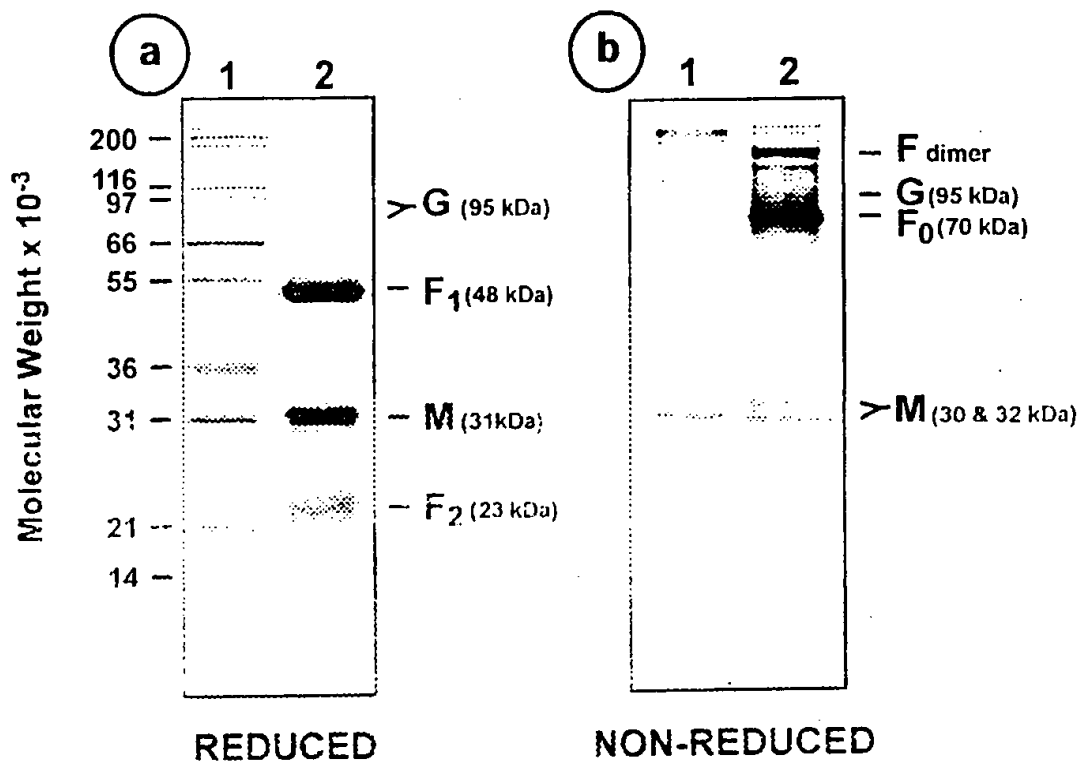 a
1 2
Molecular Weight x 10-3
200
116
97
66
55
36
31
21
14
G (95 kDa)
F1 (48 kDa)
M (31kDa)
F2 (23 kDa)
REDUCED
b
1 2
F dimer
G (95 kDa)
F0 (70 kDa)
M (30 & 32 kDa)
NON-REDUCED